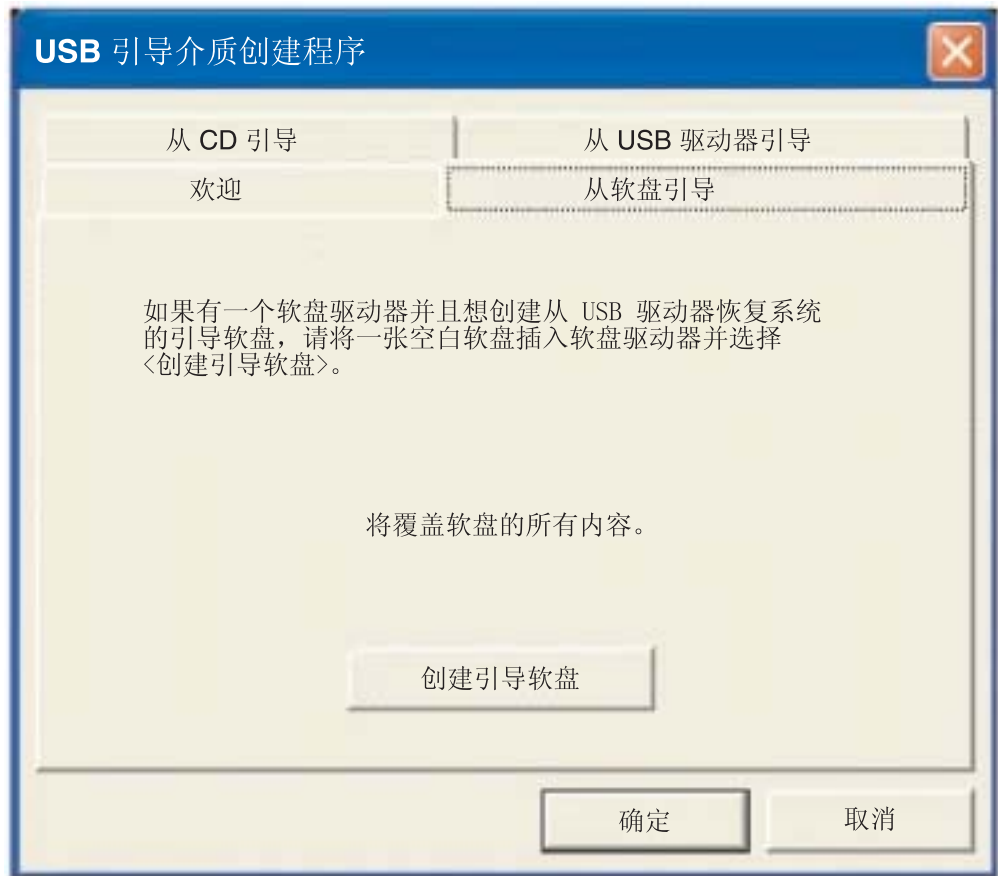 USB 引导介质创建程序
从 CD 引导
从 USB 驱动器引导
欢迎
从软盘引导
如果有一个软盘驱动器并且想创建从 USB 驱动器恢复系统
的引导软盘，请将一张空白软盘插入软盘驱动器并选择
<创建引导软盘>。
将覆盖软盘的所有内容。
创建引导软盘
确定
取消